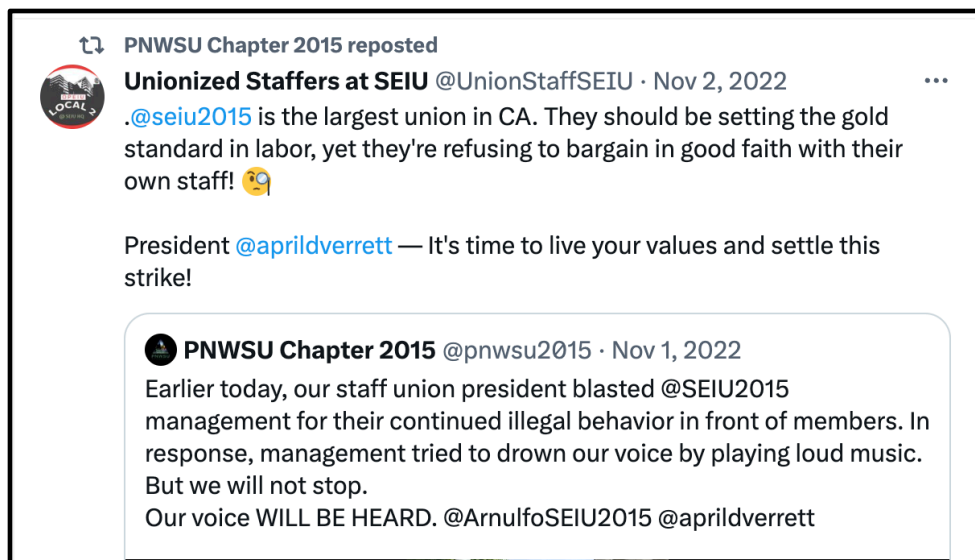 PNWSU Chapter 2015 reposted
Unionized Staffers at SEIU @UnionStaffSEIU · Nov 2, 2022
LOCAL 2
.@seiu2015 is the largest union in CA. They should be setting the gold
standard in labor, yet they're refusing to bargain in good faith with their
own staff! 🧐
President @aprildverrett — It's time to live your values and settle this
strike!
PNWSU Chapter 2015 @pnwsu2015 · Nov 1, 2022
Earlier today, our staff union president blasted @SEIU2015
management for their continued illegal behavior in front of members. In
response, management tried to drown our voice by playing loud music.
But we will not stop.
Our voice WILL BE HEARD. @ArnulfoSEIU2015 @aprildverrett